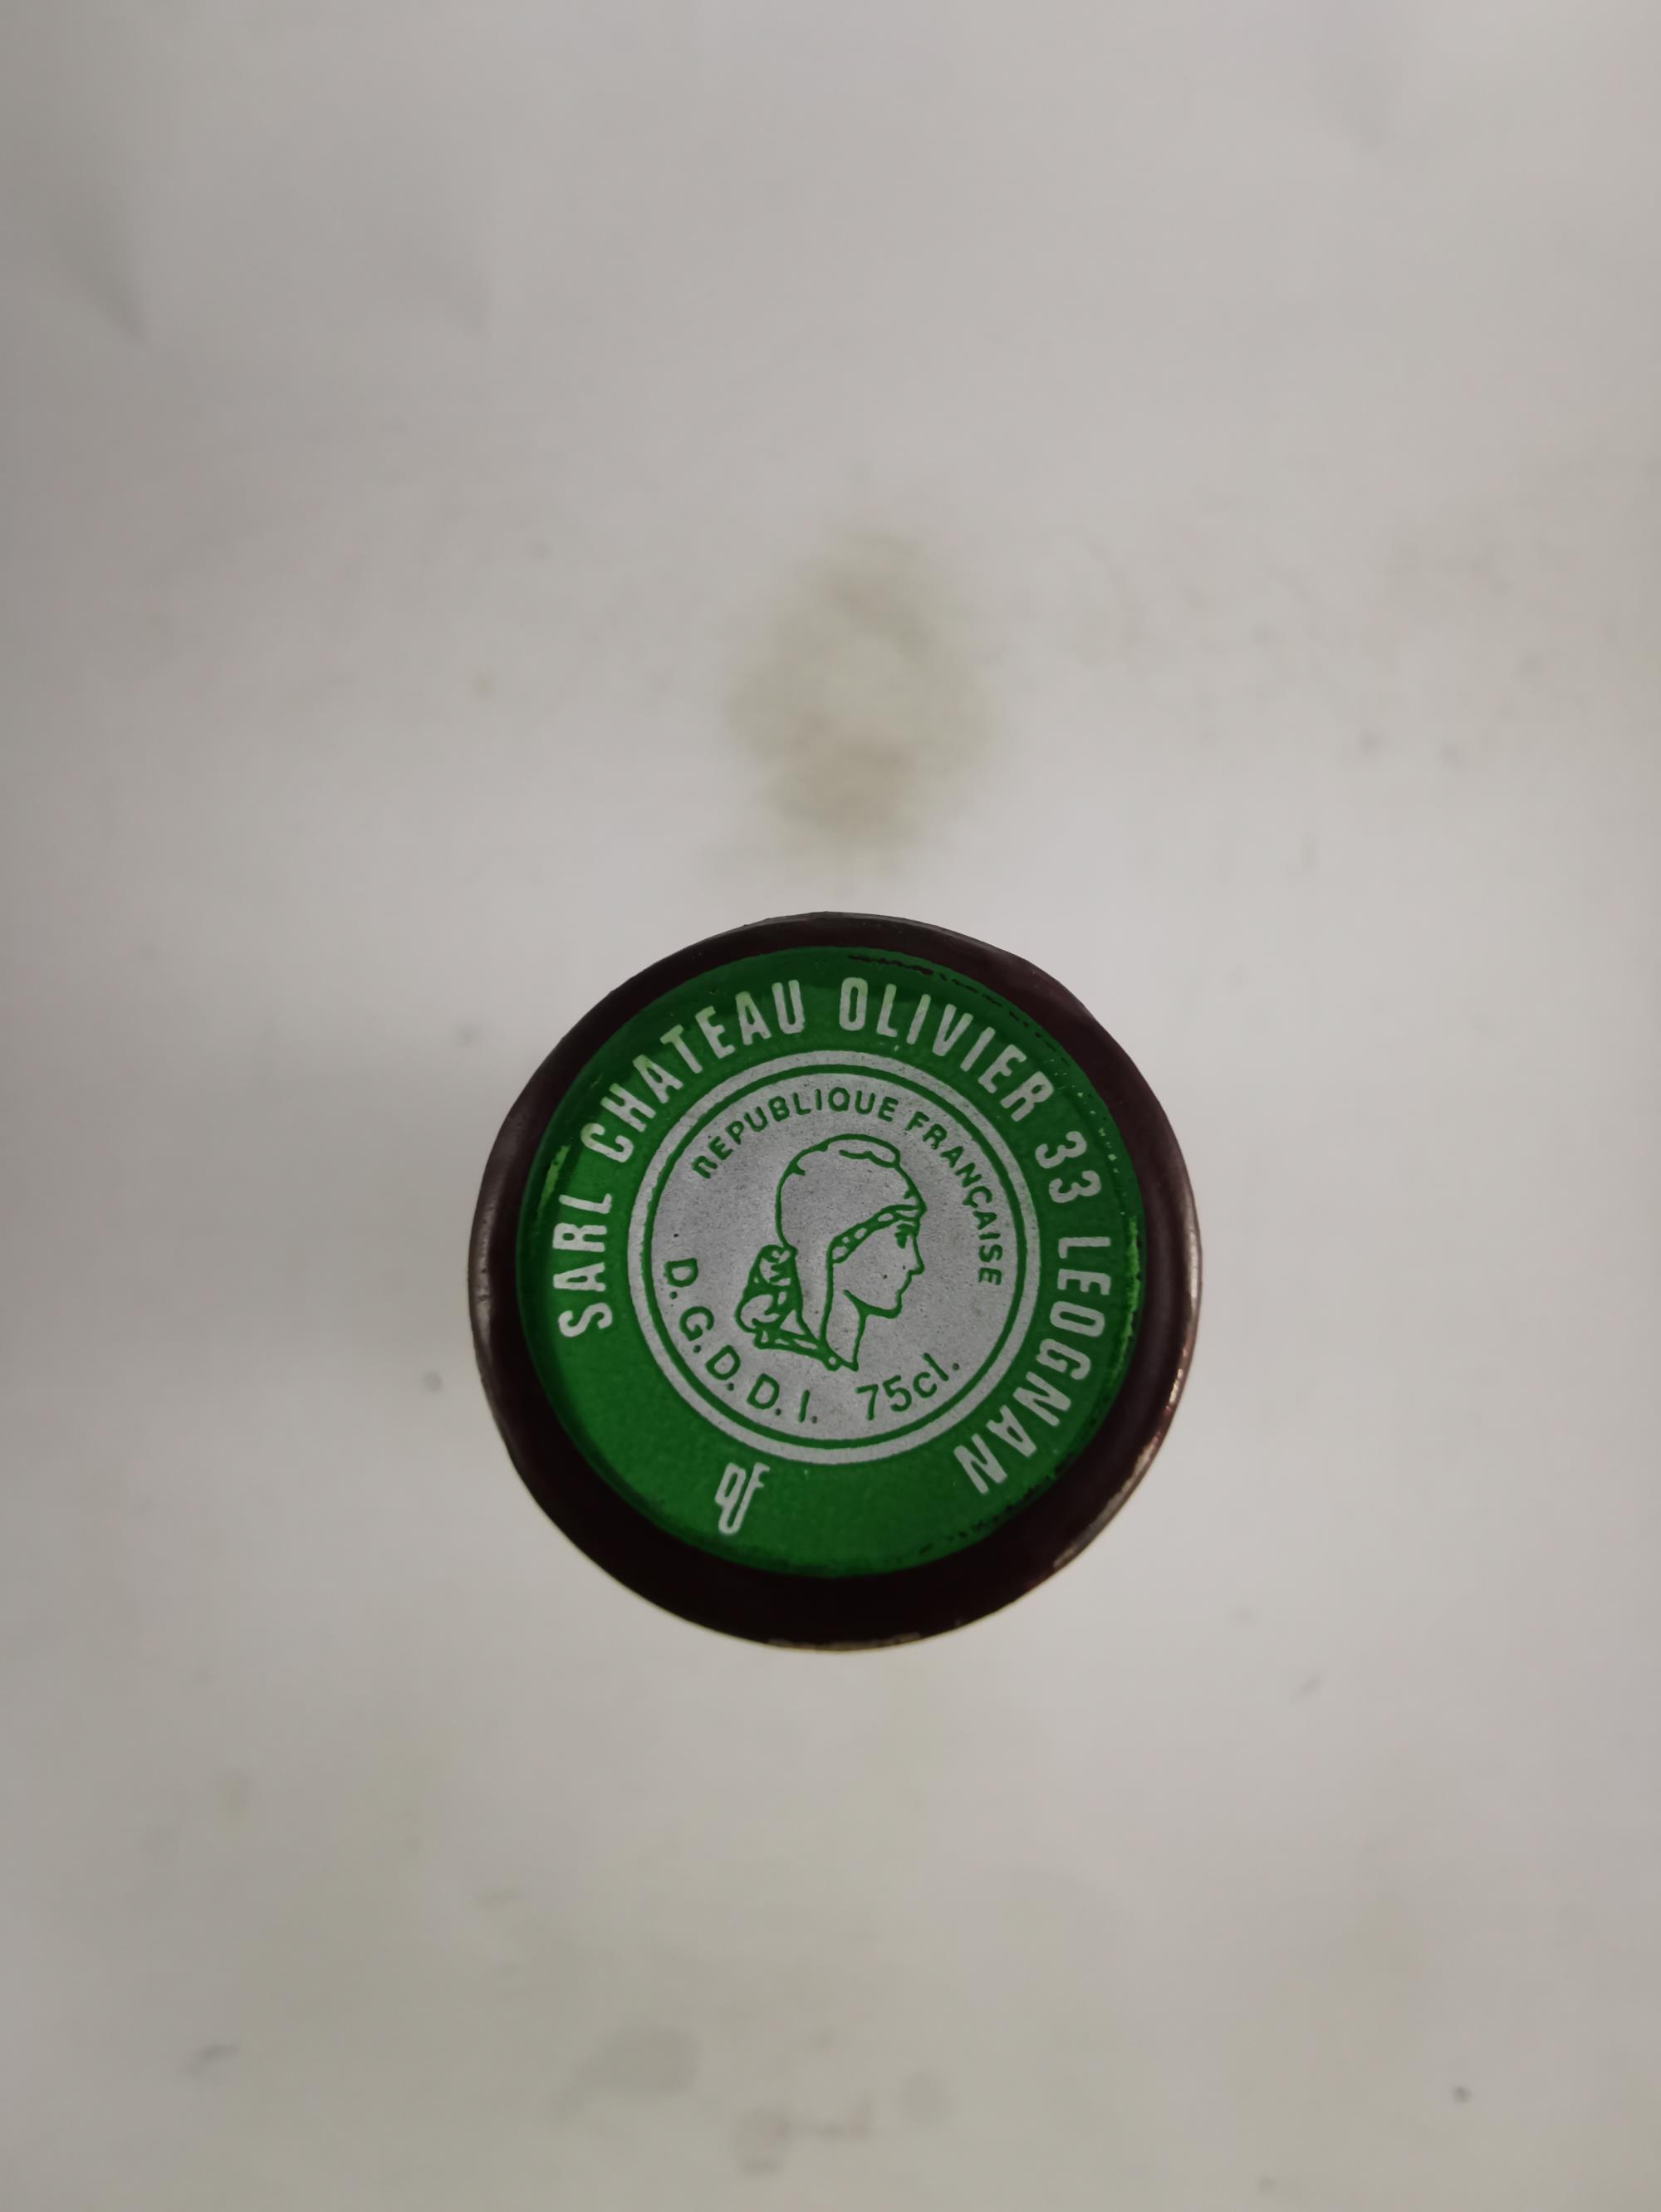 SARL CHATEAU OLIVIER 33 LEOGNAN
REPUBLIQUE FRANÇAISE
D.G.D.D.I. 75cl.